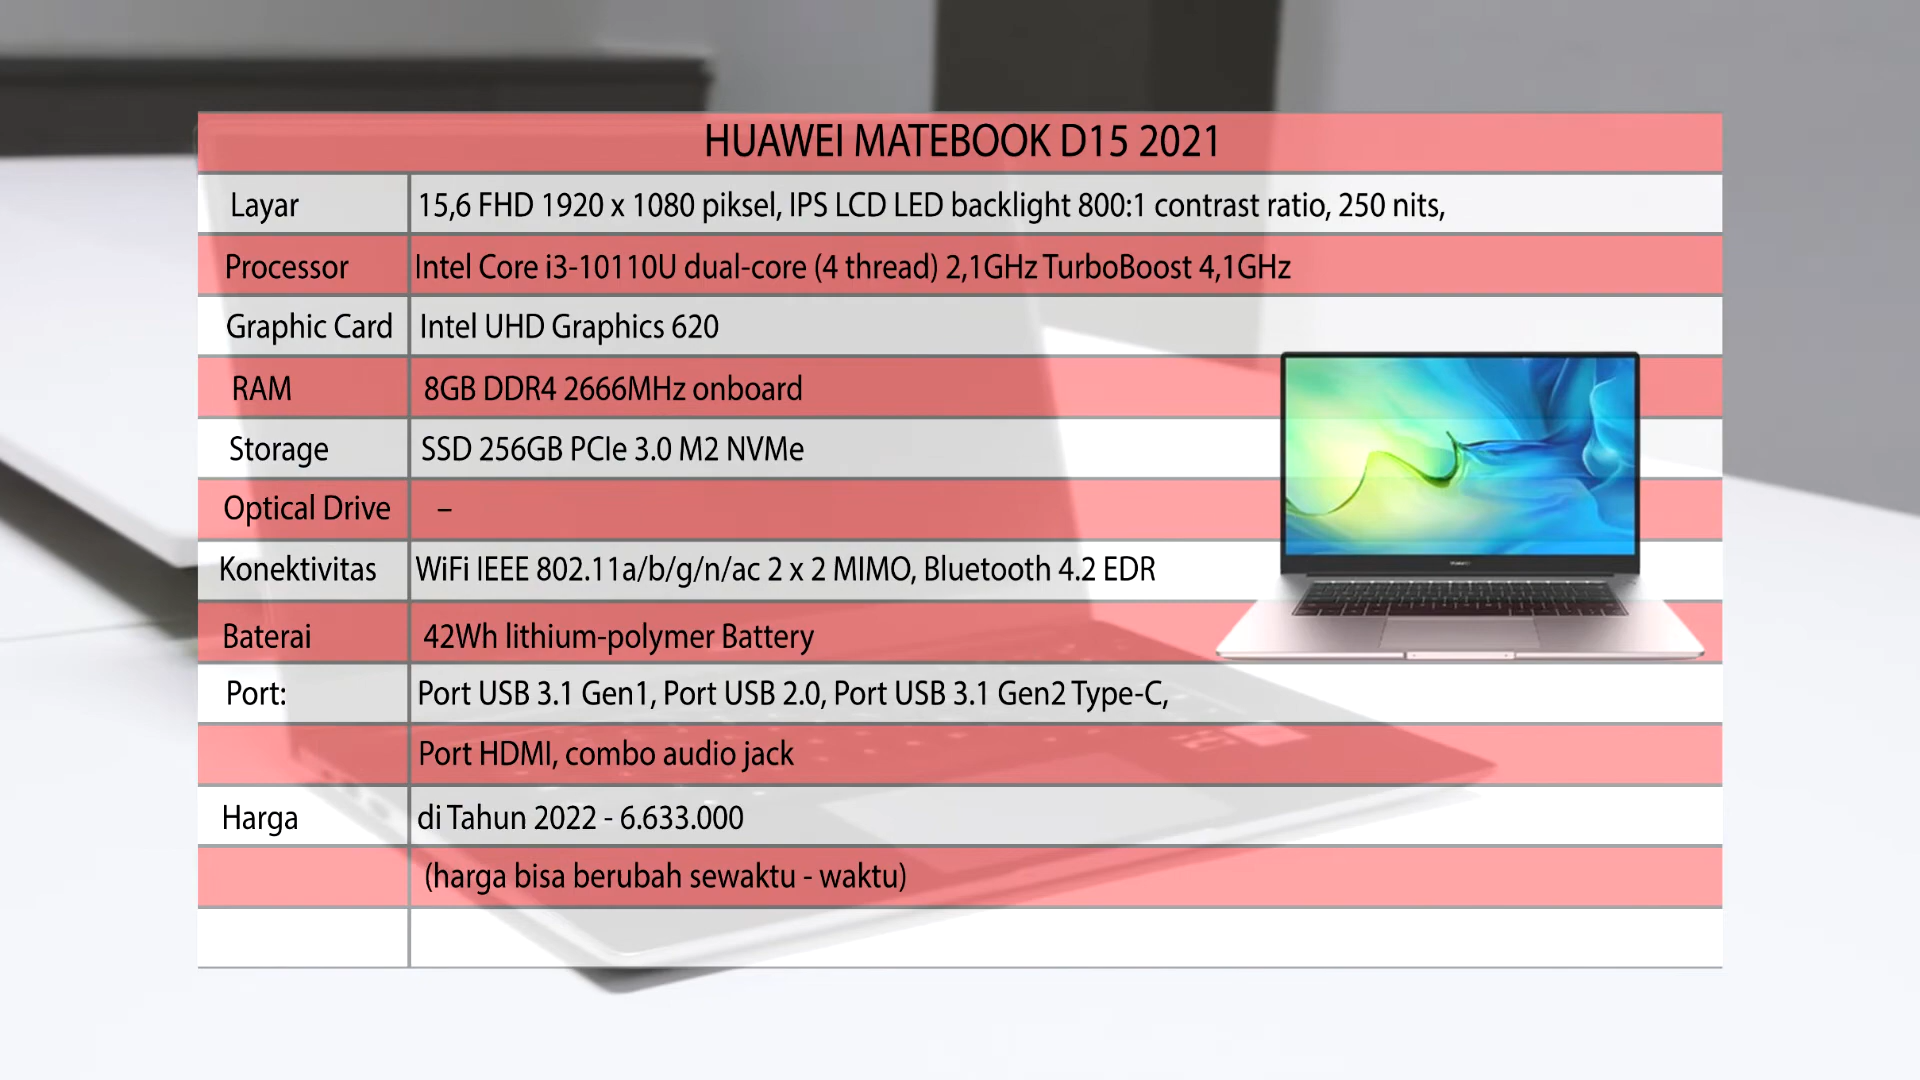 HUAWEI MATEBOOK D15 2021
Layar 15,6 FHD 1920 x 1080 piksel, IPS LCD LED backlight 800:1 contrast ratio, 250 nits,
Processor Intel Core i3-10110U dual-core (4 thread) 2,1GHz TurboBoost 4,1GHz
Graphic Card Intel UHD Graphics 620
RAM 8GB DDR4 2666MHz onboard
Storage SSD 256GB PCIe 3.0 M2 NVMe
Optical Drive –
Konektivitas WiFi IEEE 802.11a/b/g/n/ac 2 x 2 MIMO, Bluetooth 4.2 EDR
Baterai 42Wh lithium-polymer Battery
Port: Port USB 3.1 Gen1, Port USB 2.0, Port USB 3.1 Gen2 Type-C,
Port HDMI, combo audio jack
Harga di Tahun 2022 - 6.633.000
(harga bisa berubah sewaktu - waktu)